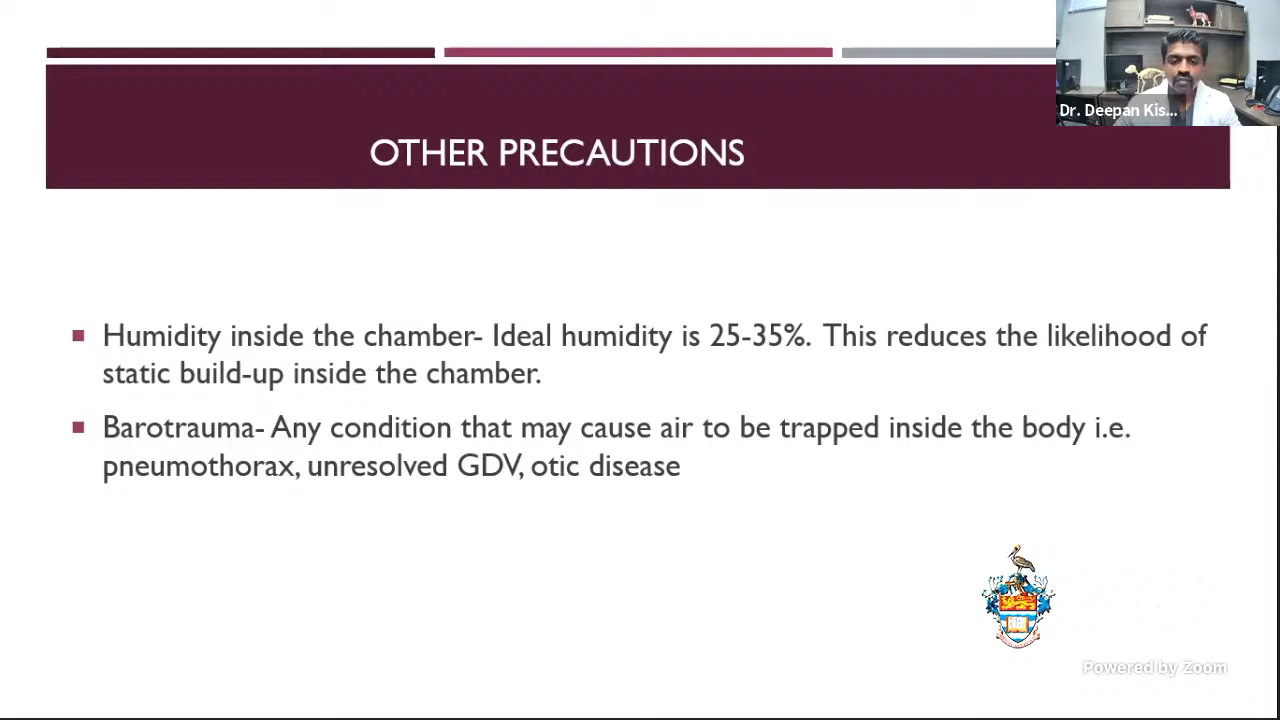 Dr. Deepan Kis...
OTHER PRECAUTIONS
Humidity inside the chamber- Ideal humidity is 25-35%. This reduces the likelihood of
static build-up inside the chamber.
Barotrauma- Any condition that may cause air to be trapped inside the body i.e.
pneumothorax, unresolved GDV, otic disease
Powered by Zoom